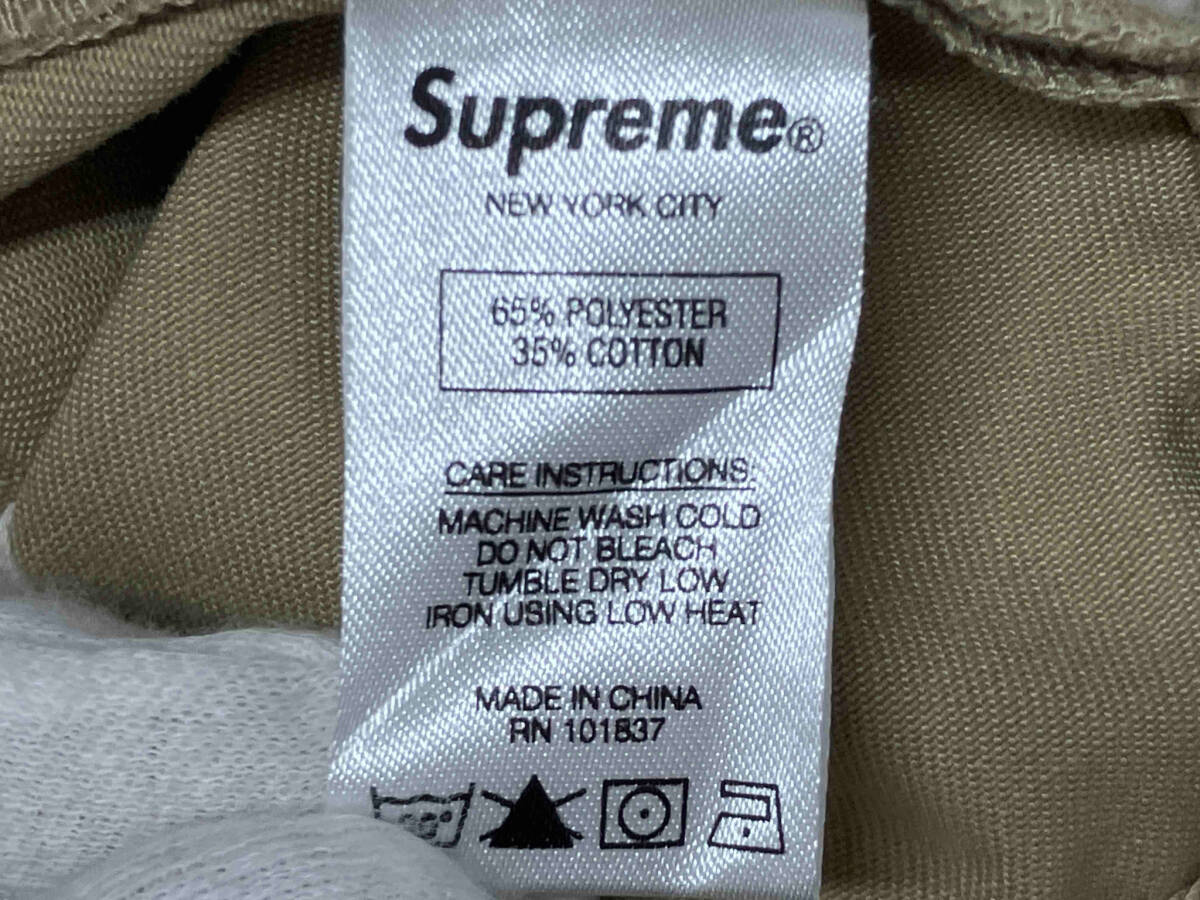 Supreme®
NEW YORK CITY
65% POLYESTER
35% COTTON
CARE INSTRUCTIONS:
MACHINE WASH COLD
DO NOT BLEACH
TUMBLE DRY LOW
IRON USING LOW HEAT
MADE IN CHINA
RN 101837